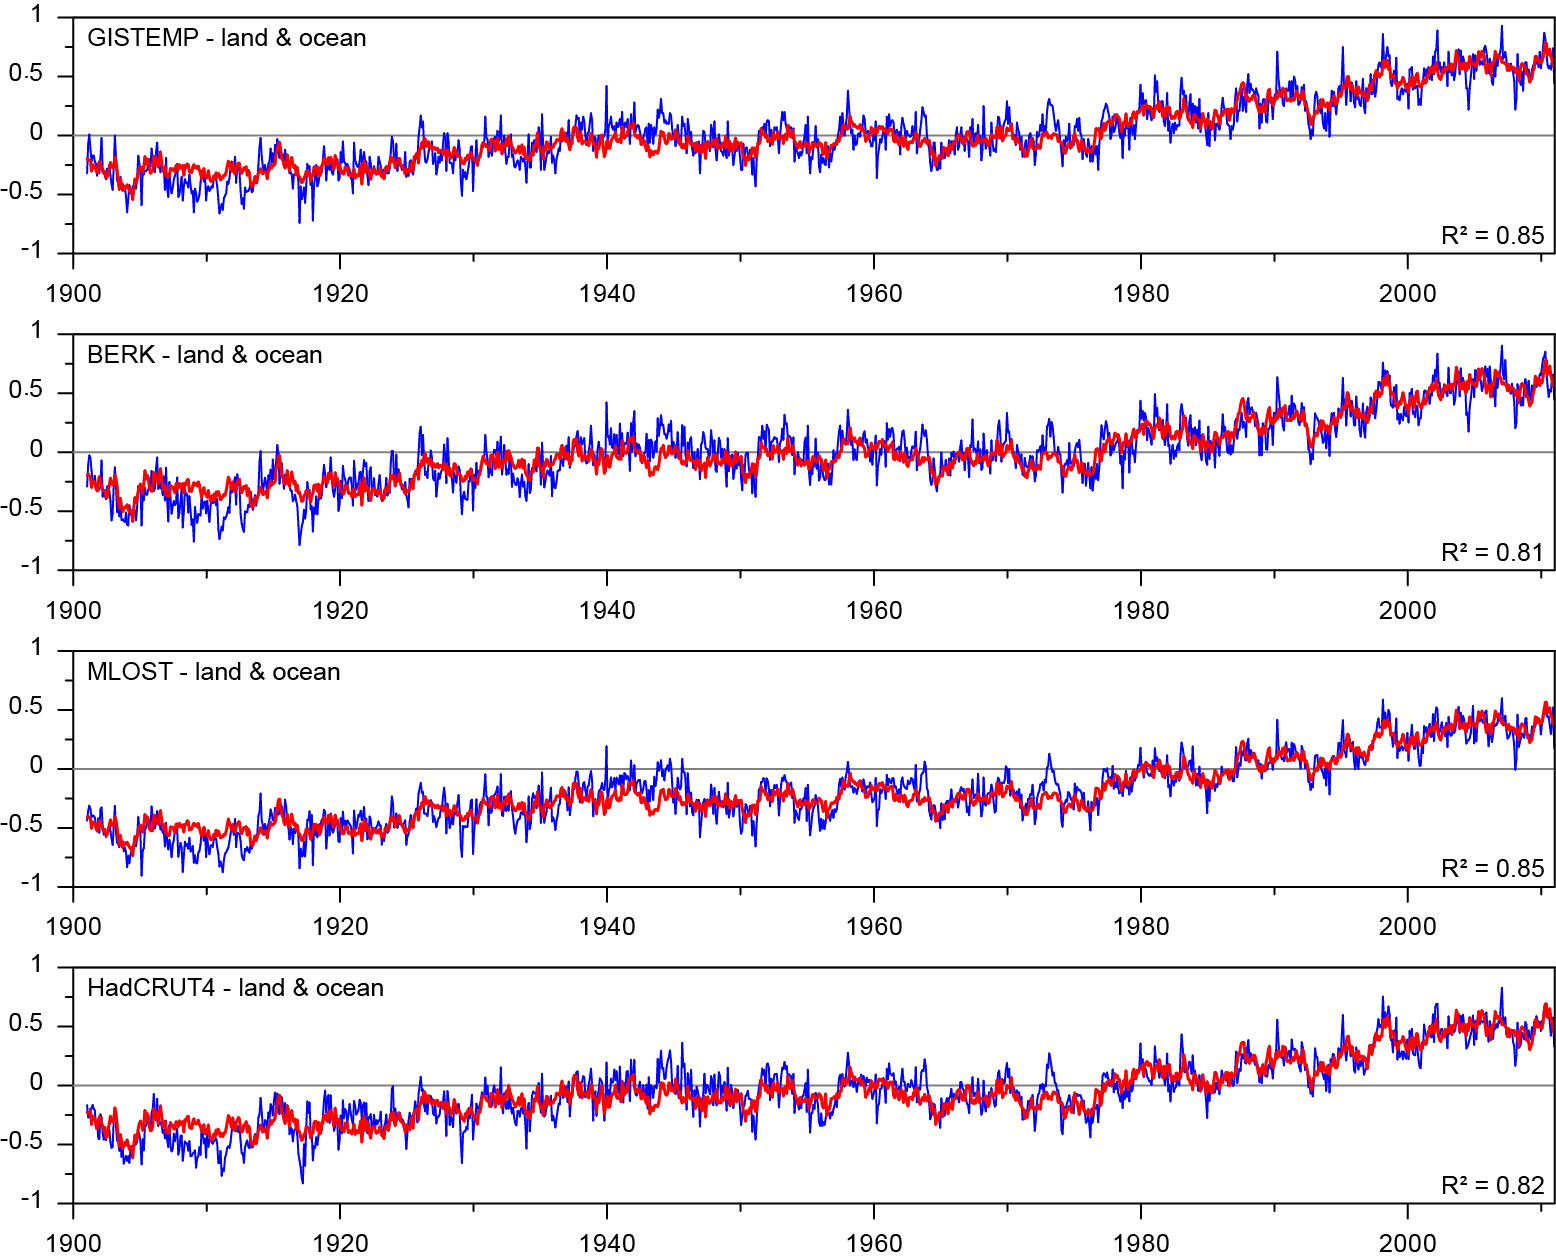 1
GISTEMP - land & ocean
0.5
0
-0.5
R² = 0.85
-1
1900 1920 1940 1960 1980 2000
1
BERK - land & ocean
0.5
0
-0.5
R² = 0.81
-1
1900 1920 1940 1960 1980 2000
1
MLOST - land & ocean
0.5
0
-0.5
R² = 0.85
-1
1900 1920 1940 1960 1980 2000
1
HadCRUT4 - land & ocean
0.5
0
-0.5
R² = 0.82
-1
1900 1920 1940 1960 1980 2000